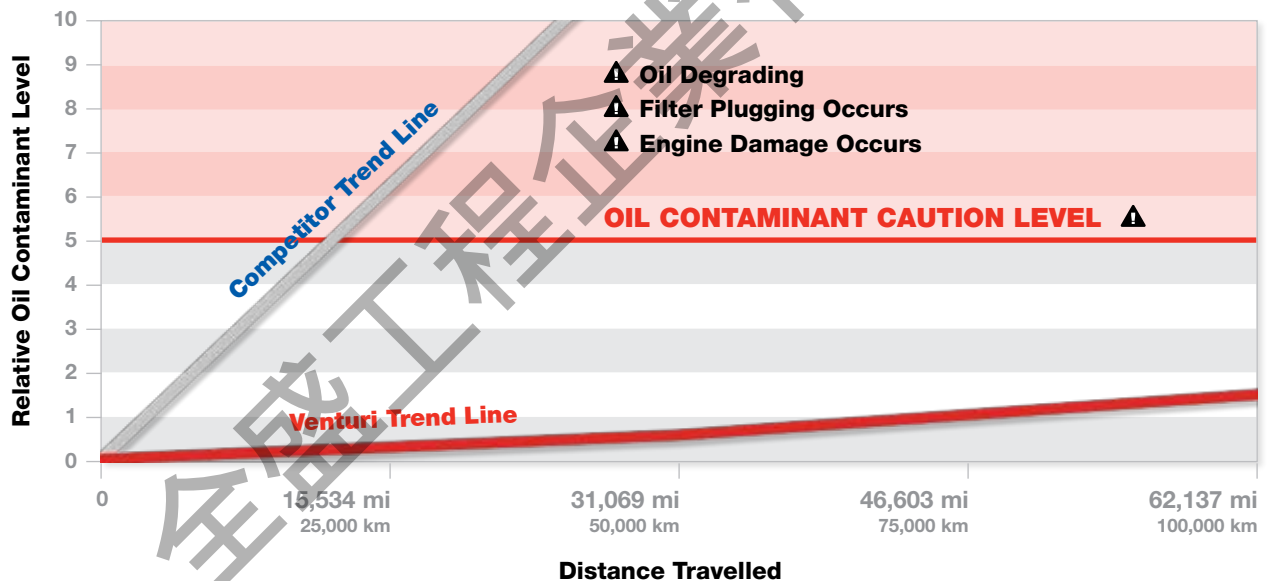 Relative Oil Contaminant Level
10
9
8
7
6
5
4
3
2
1
0
Competitor Trend Line
Oil Degrading
Filter Plugging Occurs
Engine Damage Occurs
OIL CONTAMINANT CAUTION LEVEL
Venturi Trend Line
0
15,534 mi
25,000 km
31,069 mi
50,000 km
46,603 mi
75,000 km
62,137 mi
100,000 km
Distance Travelled
全盛工程企業